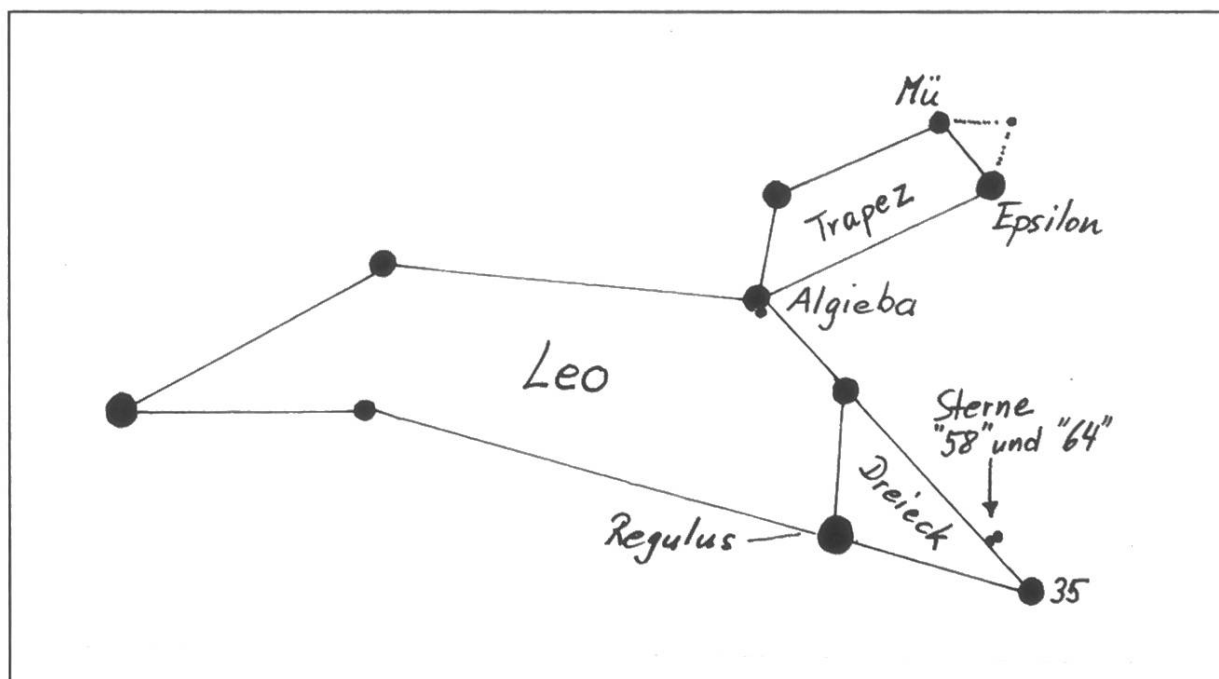 Mü
Trapez
Epsilon
Algieba
Leo
Sterne
"58" und "64"
Dreieck
Regulus
35